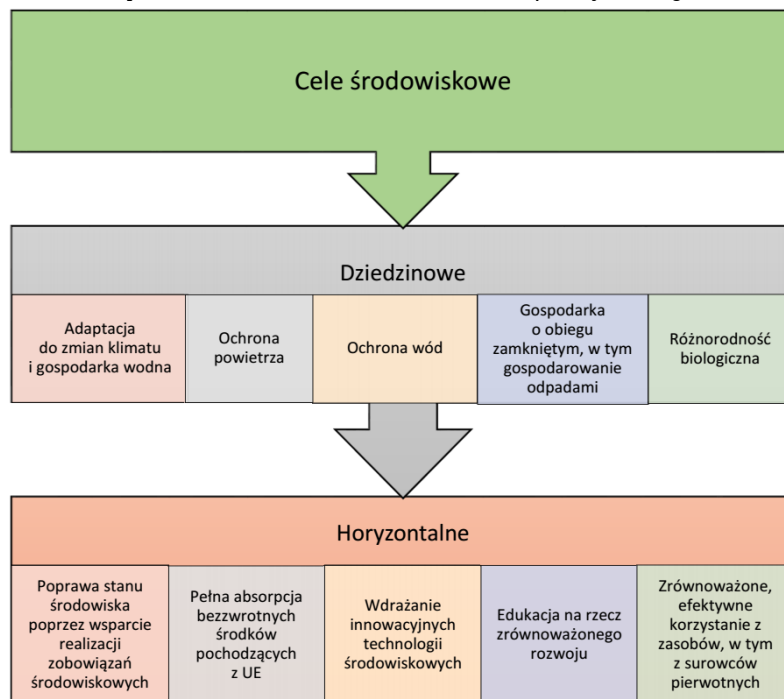 Cele środowiskowe
Dziedzinowe
Adaptacja
do zmian klimatu
i gospodarka wodna
Ochrona
powietrza
Ochrona wód
Gospodarka
o obiegu
zamkniętym, w tym
gospodarowanie
odpadami
Różnorodność
biologiczna
Horyzontalne
Poprawa stanu
środowiska
poprzez wsparcie
realizacji
zobowiązań
środowiskowych
Pełna absorpcja
bezzwrotnych
środków
pochodzących
z UE
Wdrażanie
innowacyjnych
technologii
środowiskowych
Edukacja na rzecz
zrównoważonego
rozwoju
Zrównoważone,
efektywne
korzystanie z
zasobów, w tym
z surowców
pierwotnych